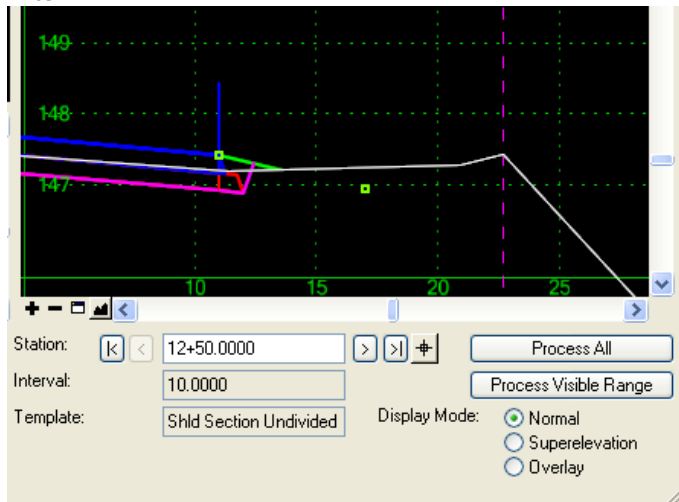 149
148
147
10 15 20 25
Station: 12+50.0000 Process All
Interval: 10.0000 Process Visible Range
Template: Shld Section Undivided Display Mode: Normal
Superelevation
Overlay